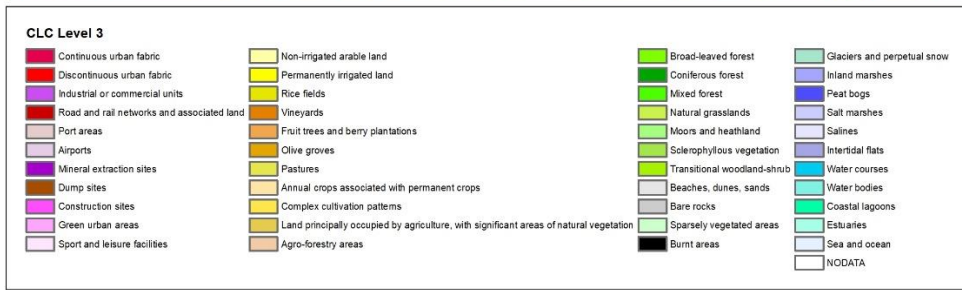 CLC Level 3
Continuous urban fabric
Discontinuous urban fabric
Industrial or commercial units
Road and rail networks and associated land
Port areas
Airports
Mineral extraction sites
Dump sites
Construction sites
Green urban areas
Sport and leisure facilities
Non-irrigated arable land
Permanently irrigated land
Rice fields
Vineyards
Fruit trees and berry plantations
Olive groves
Pastures
Annual crops associated with permanent crops
Complex cultivation patterns
Land principally occupied by agriculture, with significant areas of natural vegetation
Agro-forestry areas
Broad-leaved forest
Coniferous forest
Mixed forest
Natural grasslands
Moors and heathland
Sclerophyllous vegetation
Transitional woodland-shrub
Beaches, dunes, sands
Bare rocks
Sparsely vegetated areas
Burnt areas
Glaciers and perpetual snow
Inland marshes
Peat bogs
Salt marshes
Salines
Intertidal flats
Water courses
Water bodies
Coastal lagoons
Estuaries
Sea and ocean
NODATA